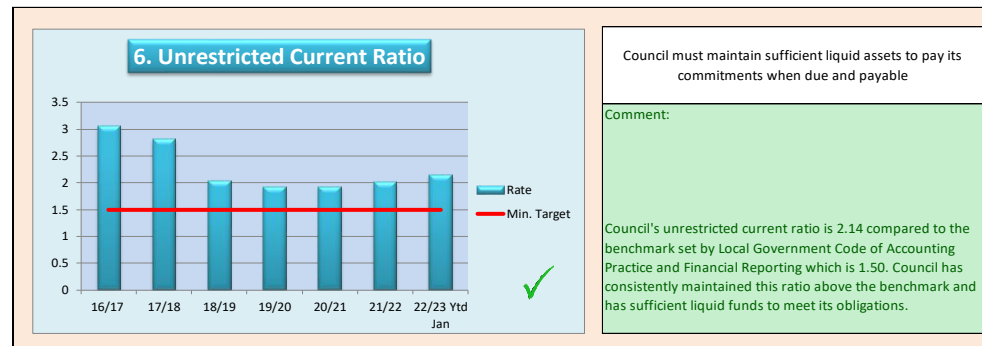 6. Unrestricted Current Ratio
3.5
3
2.5
2
1.5
1
0.5
0
16/17
17/18
18/19
19/20
20/21
21/22
22/23 Ytd
Jan
Rate
Min. Target
Council must maintain sufficient liquid assets to pay its
commitments when due and payable
Comment:
Council's unrestricted current ratio is 2.14 compared to the
benchmark set by Local Government Code of Accounting
Practice and Financial Reporting which is 1.50. Council has
consistently maintained this ratio above the benchmark and
has sufficient liquid funds to meet its obligations.